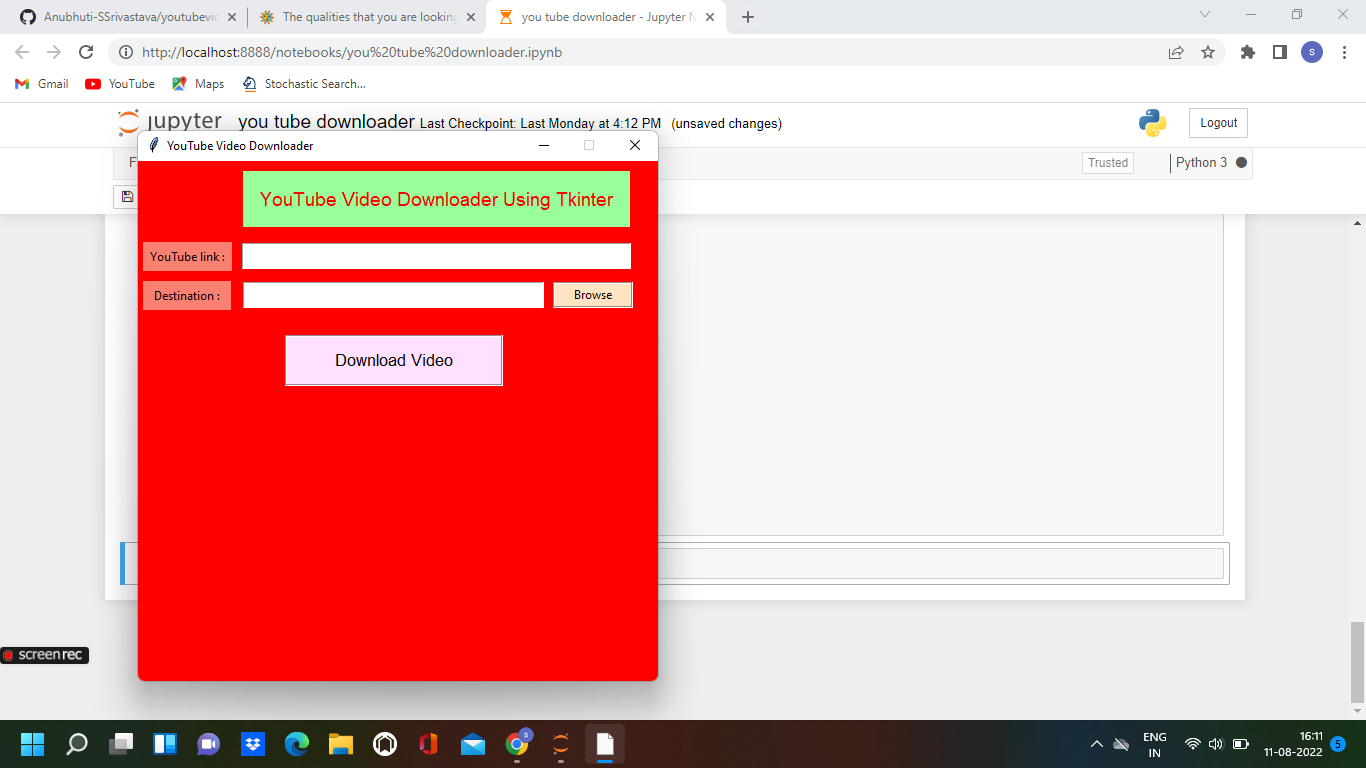 Anubhuti-SSrivastava/youtubevic
The qualities that you are looking
you tube downloader - Jupyter N
http://localhost:8888/notebooks/you%20tube%20downloader.ipynb
S
Gmail
YouTube
Maps
Stochastic Search...
jupyter you tube downloader Last Checkpoint: Last Monday at 4:12 PM (unsaved changes)
Logout
F
Trusted
Python 3
YouTube Video Downloader
YouTube Video Downloader Using Tkinter
YouTube link :
Destination :
Browse
Download Video
screenrec
S
ENG
IN
16:11
11-08-2022
5